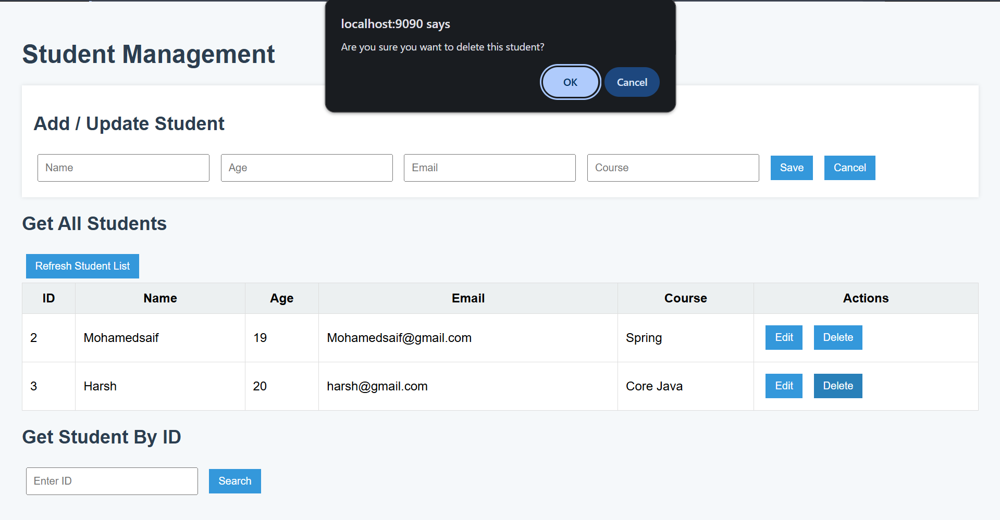 localhost:9090 says
Are you sure you want to delete this student?
OK Cancel
Student Management
Add / Update Student
Name Age Email Course Save Cancel
Get All Students
Refresh Student List
ID Name Age Email Course Actions
2 Mohamedsaif 19 Mohamedsaif@gmail.com Spring Edit Delete
3 Harsh 20 harsh@gmail.com Core Java Edit Delete
Get Student By ID
Enter ID Search